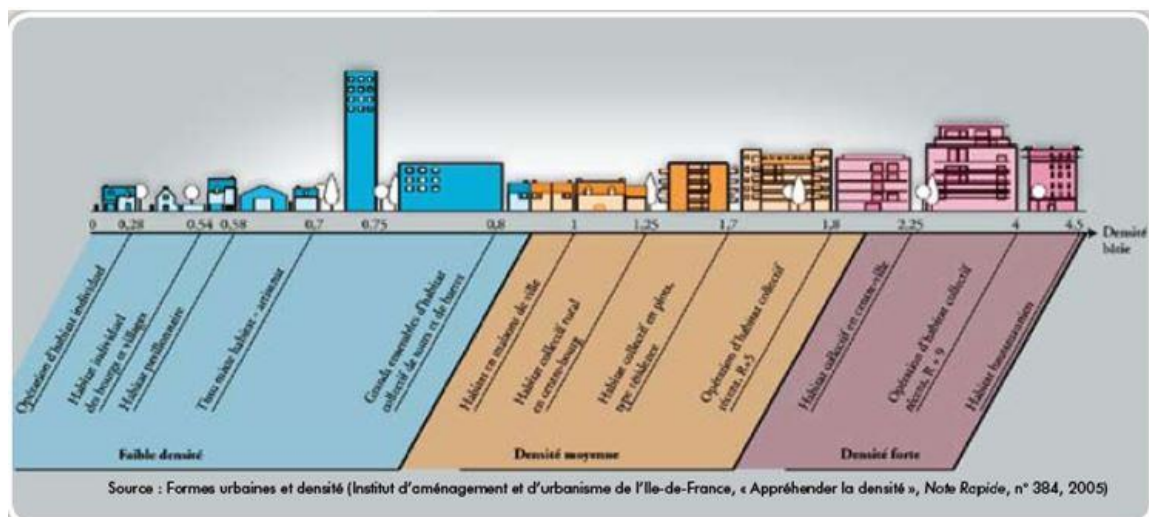 0 0,28 0,54 0,58 0,7 0,75 0,8 1 1,25 1,7 1,8 2,25 4 4,5
Densité
bâtie
Opération d'habitat individuel
Habitat individuel
des bourgs et villages
Habitat pavillonnaire
Tissu mixte habitat - artisanat
Grands ensembles d'habitat
collectif de tours et de barres
Habitat en maisons de ville
Habitat collectif rural
en centre-bourg
Habitat collectif en plots,
type résidence
Opération d'habitat collectif
récent, R+5
Habitat collectif en centre-ville
Opération d'habitat collectif
récent, R + 9
Habitat haussmannien
Faible densité
Densité moyenne
Densité forte
Source : Formes urbaines et densité (Institut d'aménagement et d'urbanisme de l'Ile-de-France, « Appréhender la densité », Note Rapide, n° 384, 2005)